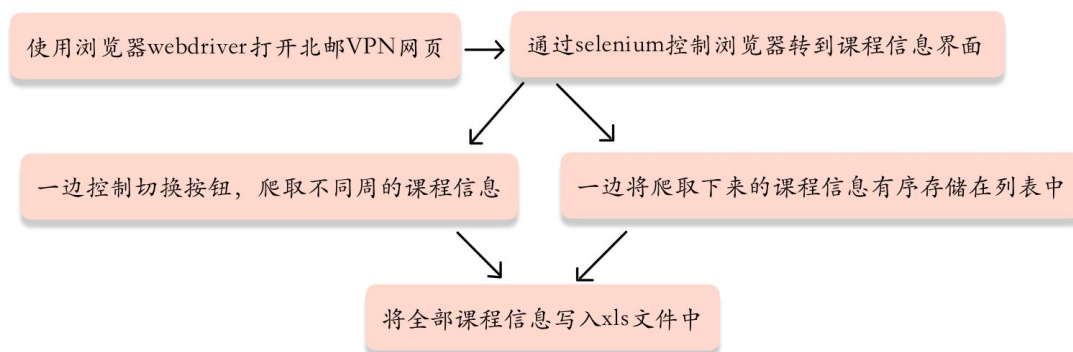 使用浏览器webdriver打开北邮VPN网页
通过selenium控制浏览器转到课程信息界面
一边控制切换按钮，爬取不同周的课程信息
一边将爬取下来的课程信息有序存储在列表中
将全部课程信息写入xls文件中